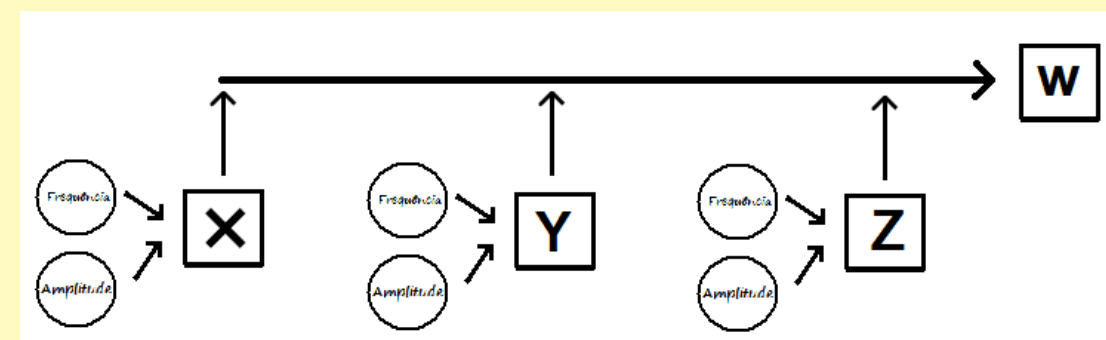 W
Frequência
Amplitude
X
Frequência
Amplitude
Y
Frequência
Amplitude
Z